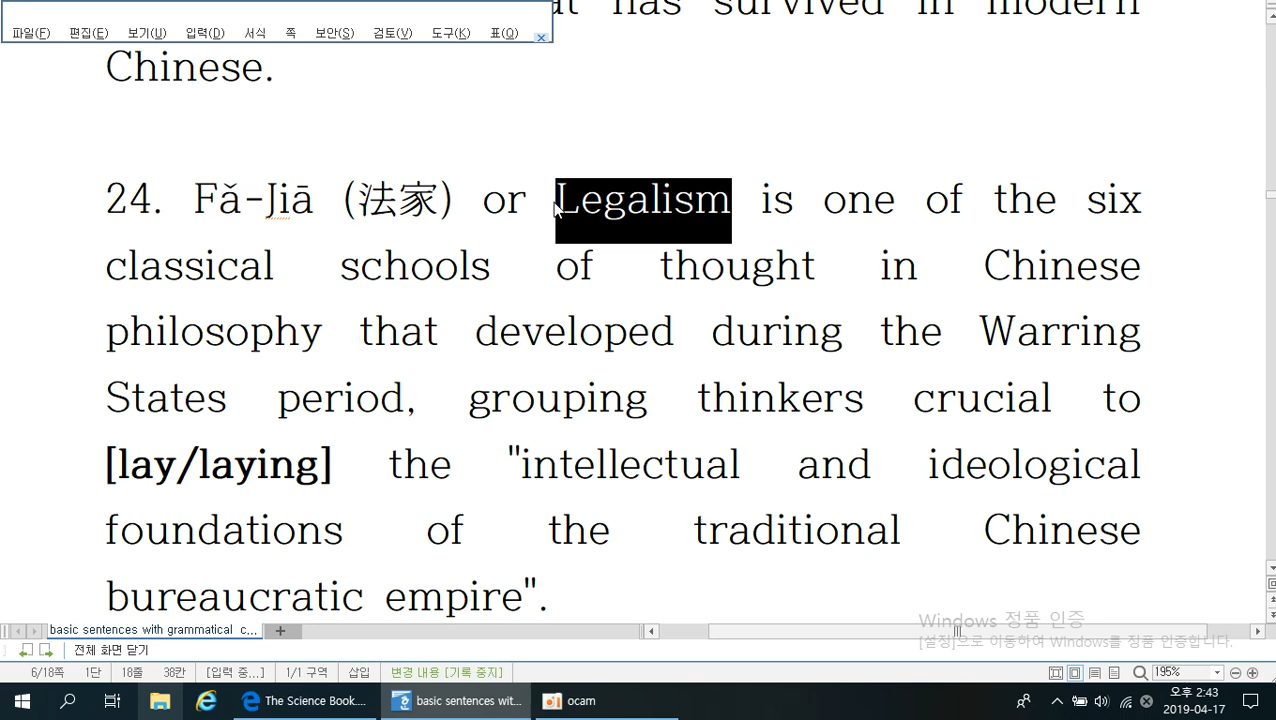 at has survived in modern
파일(F) 편집(E) 보기(U) 입력(D) 서식 쪽 보안(S) 검토(V) 도구(K) 표(Q)
Chinese.
24. Fǎ-Jiā (法家) or Legalism is one of the six
classical schools of thought in Chinese
philosophy that developed during the Warring
States period, grouping thinkers crucial to
[lay/laying] the "intellectual and ideological
foundations of the traditional Chinese
bureaucratic empire".
Windows 정품 인증
[설정]으로 이동하여 Windows를 정품 인증합니다.
basic sentences with grammatical c...
전체 화면 닫기
6/18쪽 1단 18줄 38칸 [입력 중...] 1/1 구역 삽입 변경 내용 [기록 중지] 195%
The Science Book.... basic sentences wit... ocam 오후 2:43
2019-04-17